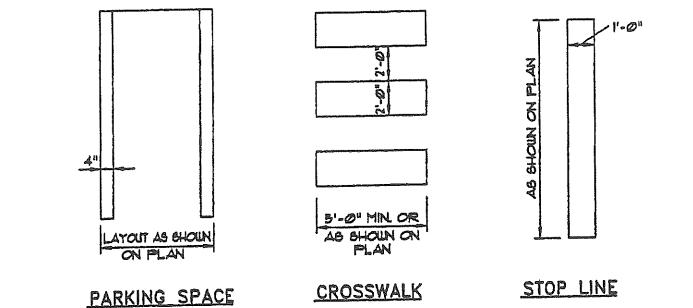 4"
LAYOUT AS SHOWN
ON PLAN
PARKING SPACE
2'-0"
2'-0"
5'-0" MIN. OR
AS SHOWN ON
PLAN
CROSSWALK
1'-0"
AS SHOWN ON PLAN
STOP LINE